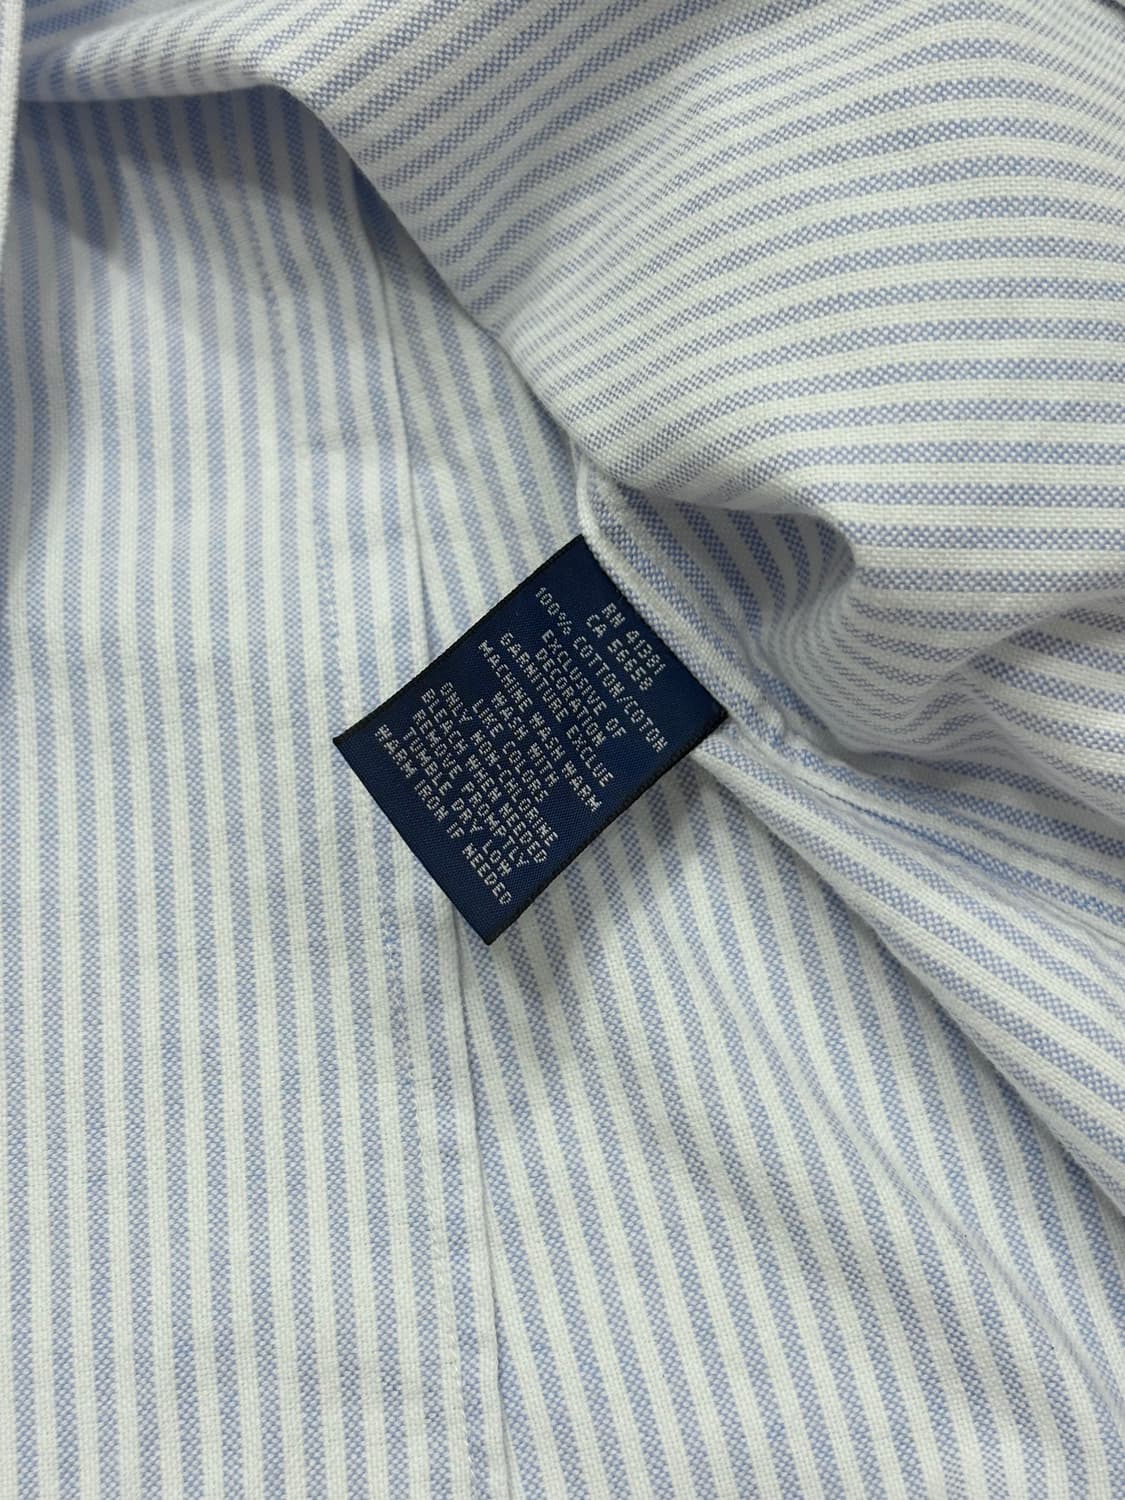 RN 41381
CA 56663
100% COTTON/COTON
EXCLUSIVE OF
DECORATION
GARNITURE EXCLUE
MACHINE WASH WARM
WASH WITH
LIKE COLORS
ONLY NON-CHLORINE
BLEACH WHEN NEEDED
REMOVE PROMPTLY
TUMBLE DRY LOW
WARM IRON IF NEEDED